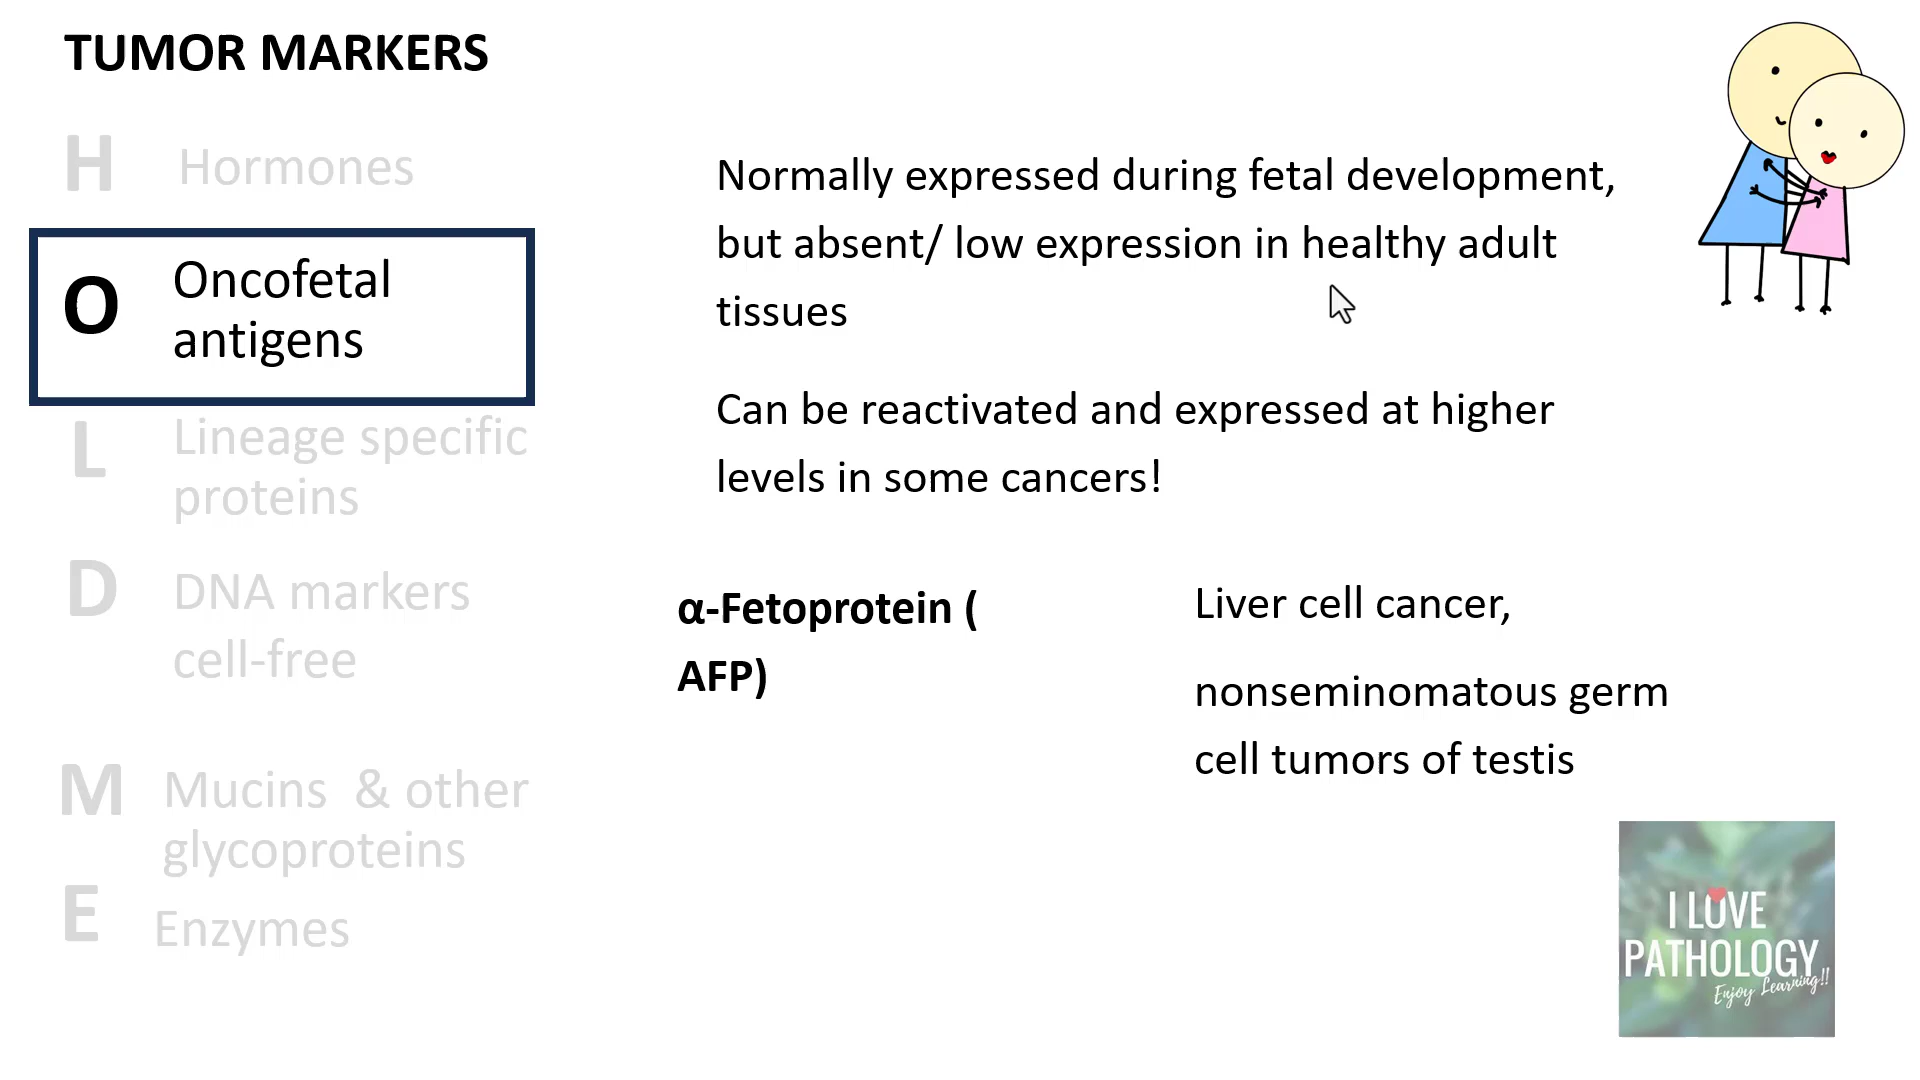 TUMOR MARKERS
H Hormones
O Oncofetal
antigens
L Lineage specific
proteins
D DNA markers
cell-free
M Mucins & other
glycoproteins
E Enzymes
Normally expressed during fetal development,
but absent/ low expression in healthy adult
tissues
Can be reactivated and expressed at higher
levels in some cancers!
α-Fetoprotein (
AFP)
Liver cell cancer,
nonseminomatous germ
cell tumors of testis
I LOVE
PATHOLOGY
Enjoy Learning!!